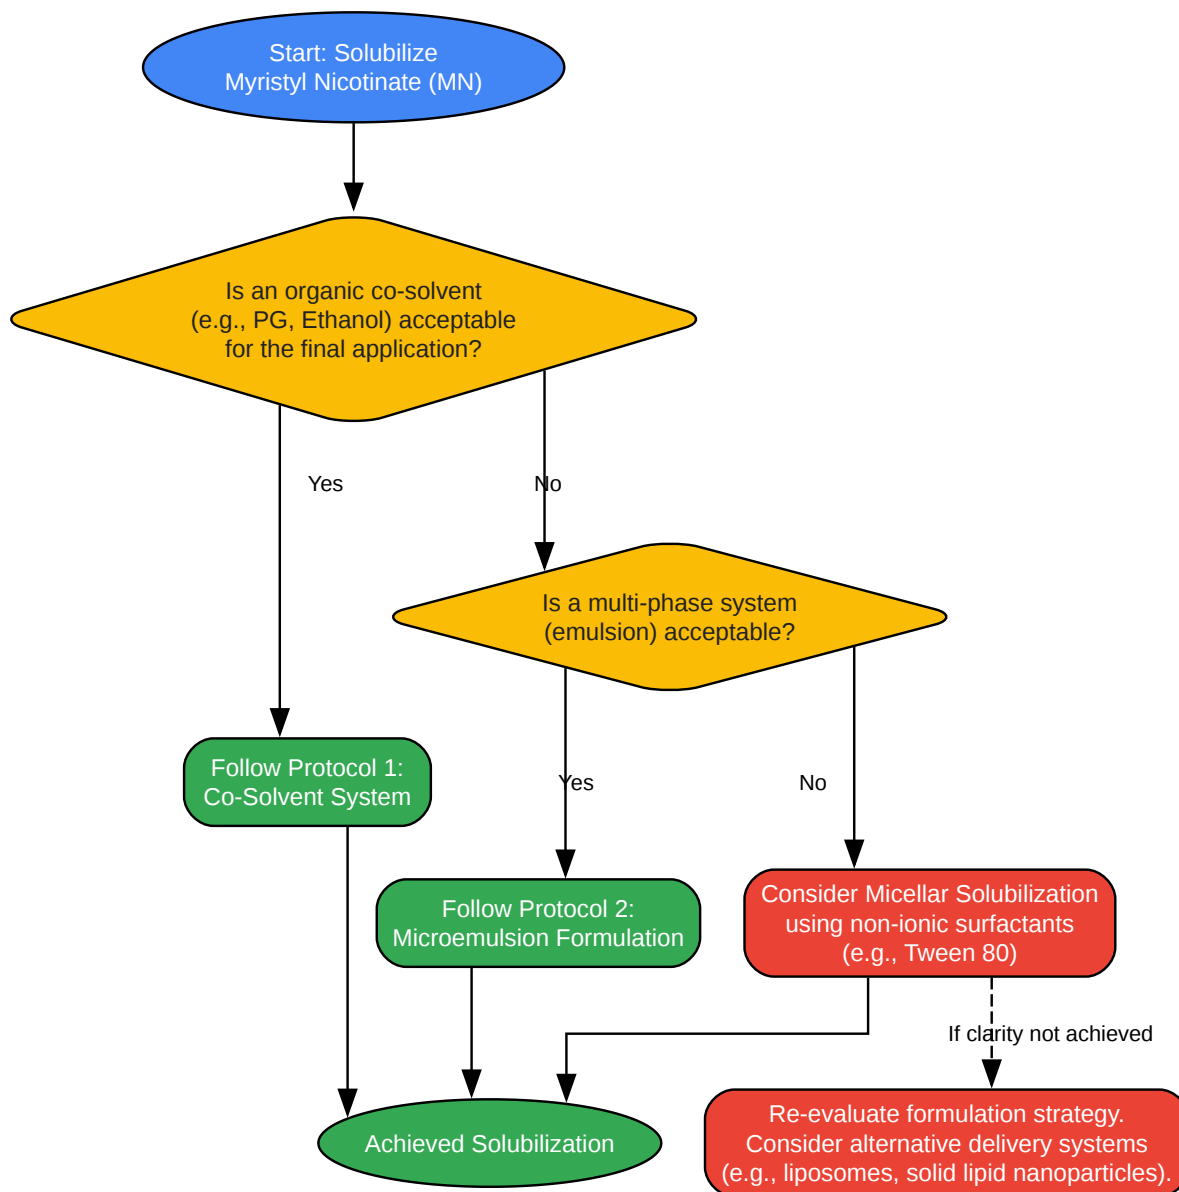 Start: Solubilize
Myristyl Nicotinate (MN)
Is an organic co-solvent
(e.g., PG, Ethanol) acceptable
for the final application?
Yes
No
Is a multi-phase system
(emulsion) acceptable?
Follow Protocol 1:
Co-Solvent System
Yes
No
Follow Protocol 2:
Microemulsion Formulation
Consider Micellar Solubilization
using non-ionic surfactants
(e.g., Tween 80)
If clarity not achieved
Achieved Solubilization
Re-evaluate formulation strategy.
Consider alternative delivery systems
(e.g., liposomes, solid lipid nanoparticles).